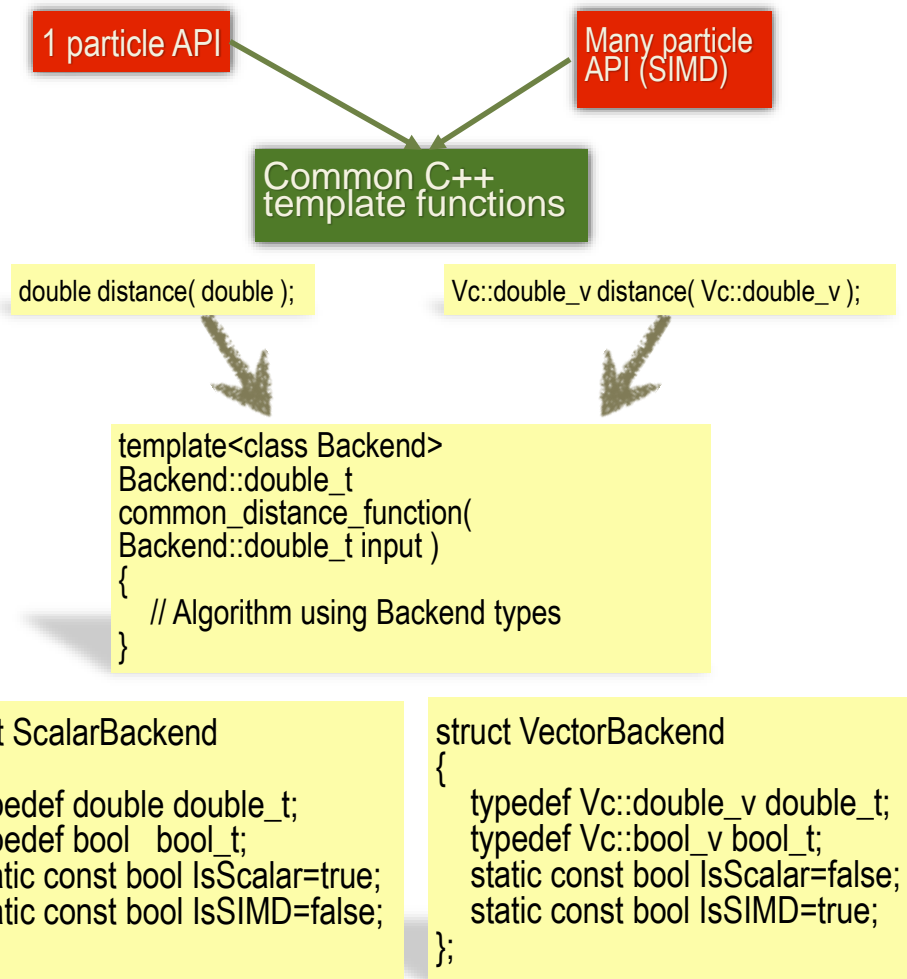 1 particle API
Many particle
API (SIMD)
Common C++
template functions
double distance( double );
Vc::double_v distance( Vc::double_v );
template<class Backend>
Backend::double_t
common_distance_function(
Backend::double_t input )
{
// Algorithm using Backend types
}
t ScalarBackend
pedef double double_t;
pedef bool bool_t;
atic const bool IsScalar=true;
atic const bool IsSIMD=false;
struct VectorBackend
{
typedef Vc::double_v double_t;
typedef Vc::bool_v bool_t;
static const bool IsScalar=false;
static const bool IsSIMD=true;
};